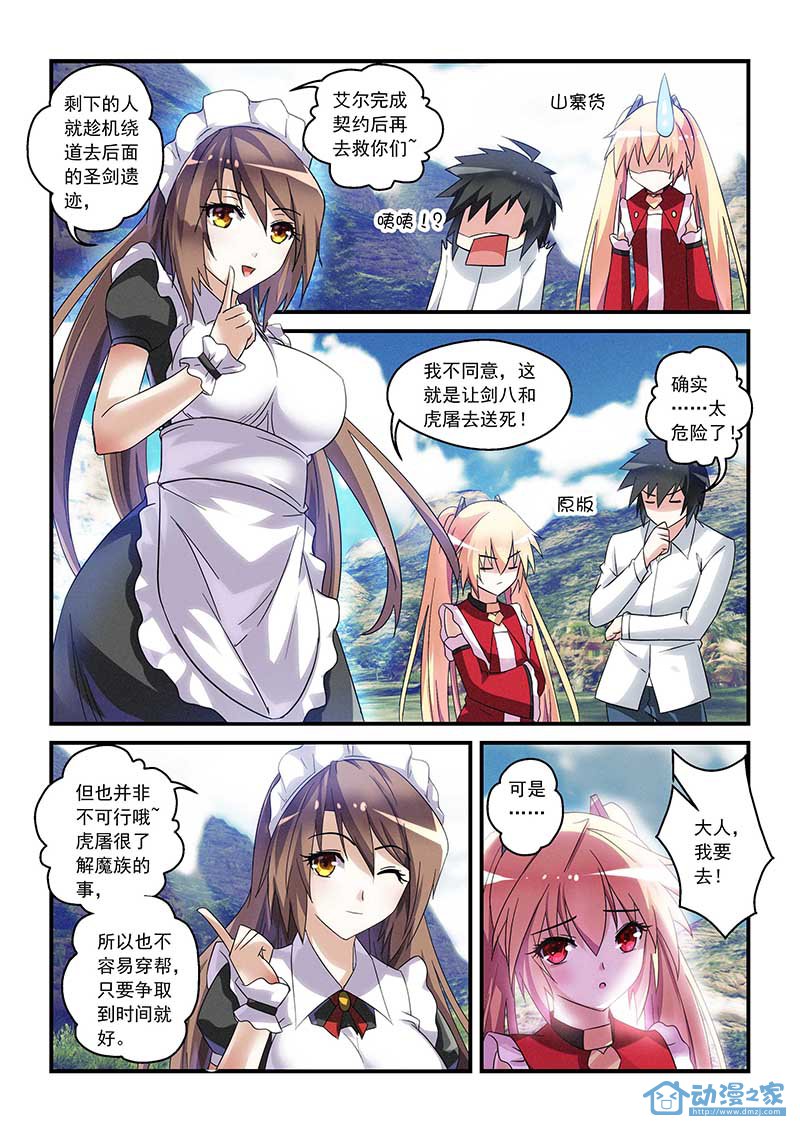 剩下的人
就趁机绕
道去后面
的圣剑遗
迹，
艾尔完成
契约后再
去救你们~
咦咦！？
山寨货
我不同意，这
就是让剑八和
虎屠去送死！
确实
……太
危险了！
原版
但也并非
不可行哦~
虎屠很了
解魔族的
事，
所以也不
容易穿帮，
只要争取
到时间就
好。
可是
……
大人，
我要
去！
动漫之家
http://www.dmzj.com